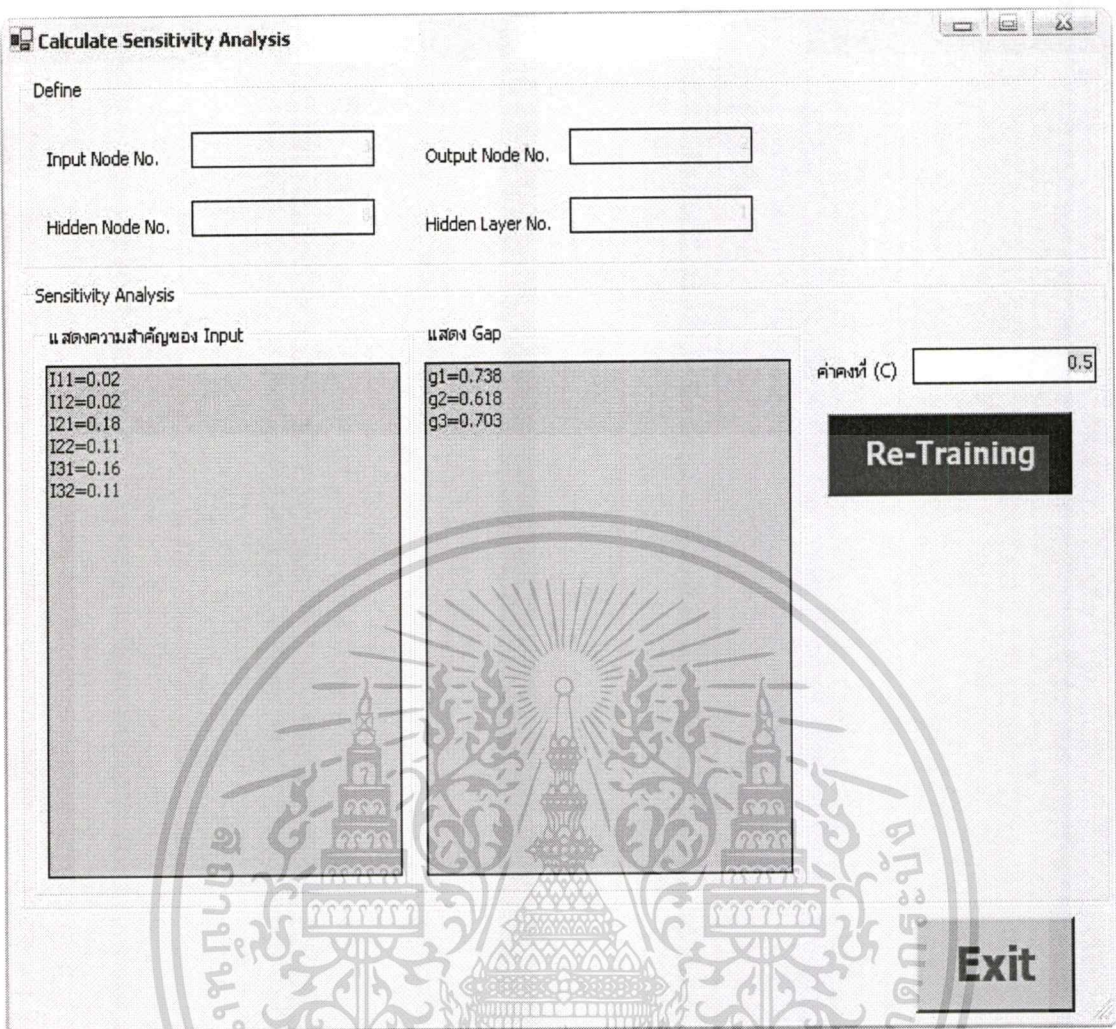 Calculate Sensitivity Analysis
Define
Input Node No.
Output Node No.
Hidden Node No.
Hidden Layer No. 1
Sensitivity Analysis
แสดงความสำคัญของ Input
แสดง Gap
I11=0.02
I12=0.02
I21=0.18
I22=0.11
I31=0.16
I32=0.11
g1=0.738
g2=0.618
g3=0.703
ค่าคงที่ (C) 0.5
Re-Training
Exit